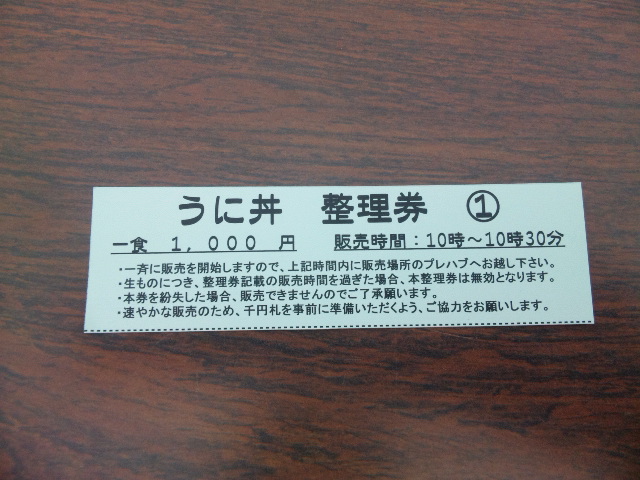 うに丼 整理券 ①
一食 1,000 円 販売時間:10時~10時30分
・一斉に販売を開始しますので、上記時間内に販売場所のプレハブへお越し下さい。
・生ものにつき、整理券記載の販売時間を過ぎた場合、本整理券は無効となります。
・本券を紛失した場合、販売できませんのでご了承願います。
・速やかな販売のため、千円札を事前に準備いただくよう、ご協力をお願いします。